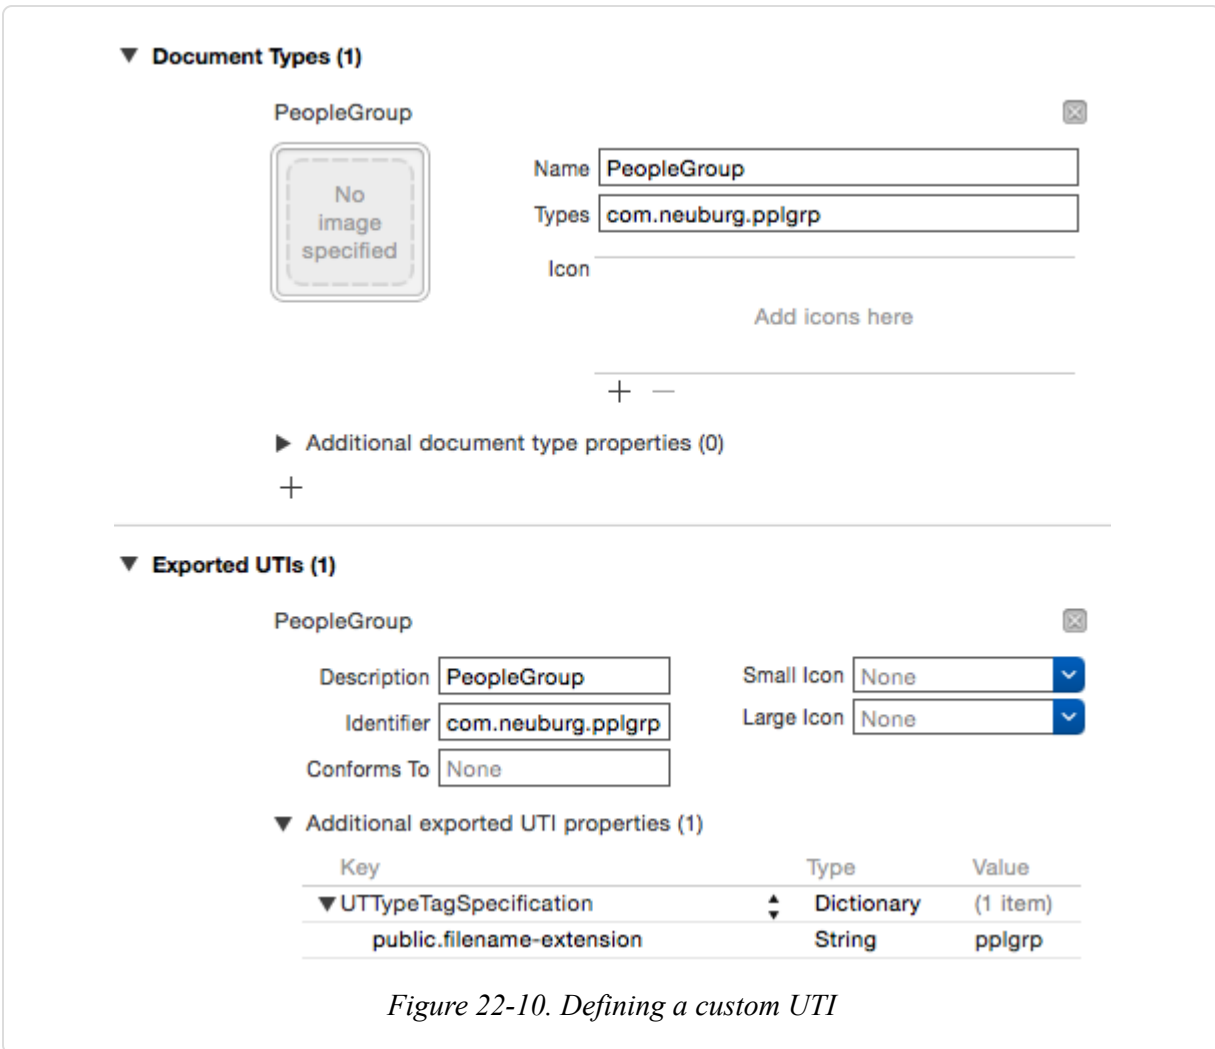 Document Types (1)
PeopleGroup
No
image
specified
Name PeopleGroup
Types com.neuburg.pplgrp
Icon
Add icons here
Additional document type properties (0)
Exported UTIs (1)
PeopleGroup
Description PeopleGroup
Small Icon None
Identifier com.neuburg.pplgrp
Large Icon None
Conforms To None
Additional exported UTI properties (1)
Key Type Value
UTTypeTagSpecification Dictionary (1 item)
public.filename-extension String pplgrp
Figure 22-10. Defining a custom UTI